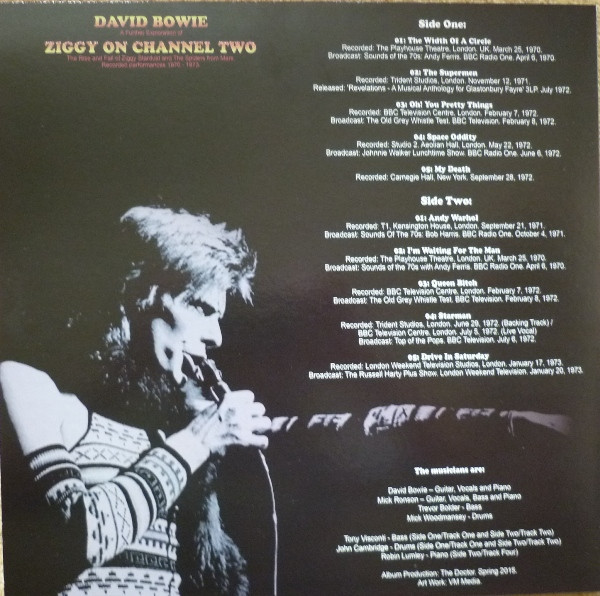 DAVID BOWIE
A Further Exploration of
ZIGGY ON CHANNEL TWO
The Rise and Fall of Ziggy Stardust and The Spiders from Mars.
Recorded performances 1970 - 1973.
Side One:
01: The Width Of A Circle
Recorded: The Playhouse Theatre, London. UK. March 25, 1970.
Broadcast: Sounds of the 70s: Andy Ferris. BBC Radio One. April 6, 1970.
02: The Supermen
Recorded: Trident Studios, London. November 12, 1971.
Released: 'Revelations - A Musical Anthology for Glastonbury Fayre' 3LP. July 1972.
03: Oh! You Pretty Things
Recorded: BBC Television Centre, London. February 7, 1972.
Broadcast: The Old Grey Whistle Test. BBC Television. February 8, 1972.
04: Space Oddity
Recorded: Studio 2. Aeolian Hall, London. May 22, 1972.
Broadcast: Johnnie Walker Lunchtime Show. BBC Radio One. June 6, 1972.
05: My Death
Recorded: Carnegie Hall, New York. September 28, 1972.
Side Two:
01: Andy Warhol
Recorded: T1, Kensington House, London. September 21, 1971.
Broadcast: Sounds Of The 70s: Bob Harris. BBC Radio One. October 4, 1971.
02: I'm Waiting For The Man
Recorded: The Playhouse Theatre, London. UK. March 25, 1970.
Broadcast: Sounds of the 70s with Andy Ferris. BBC Radio One. April 6, 1970.
03: Queen Bitch
Recorded: BBC Television Centre, London. February 7, 1972.
Broadcast: The Old Grey Whistle Test. BBC Television. February 8, 1972.
04: Starman
Recorded: Trident Studios, London. June 29, 1972. (Backing Track) /
BBC Television Centre, London. July 5, 1972. (Live Vocal)
Broadcast: Top of the Pops. BBC Television. July 6, 1972.
05: Drive In Saturday
Recorded: London Weekend Television Studios, London. January 17, 1973.
Broadcast: The Russell Harty Plus Show. London Weekend Television. January 20, 1973.
The musicians are:
David Bowie – Guitar, Vocals and Piano
Mick Ronson – Guitar, Vocals, Bass and Piano
Trevor Bolder - Bass
Mick Woodmansey - Drums
Tony Visconti - Bass (Side One/Track One and Side Two/Track Two)
John Cambridge - Drums (Side One/Track One and Side Two/Track Two)
Robin Lumley - Piano (Side Two/Track Four)
Album Production: The Doctor. Spring 2015.
Art Work: VM Media.